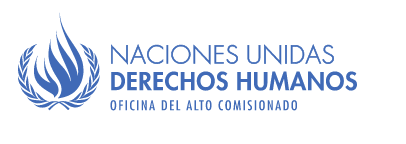 NACIONES UNIDAS
DERECHOS HUMANOS
OFICINA DEL ALTO COMISIONADO